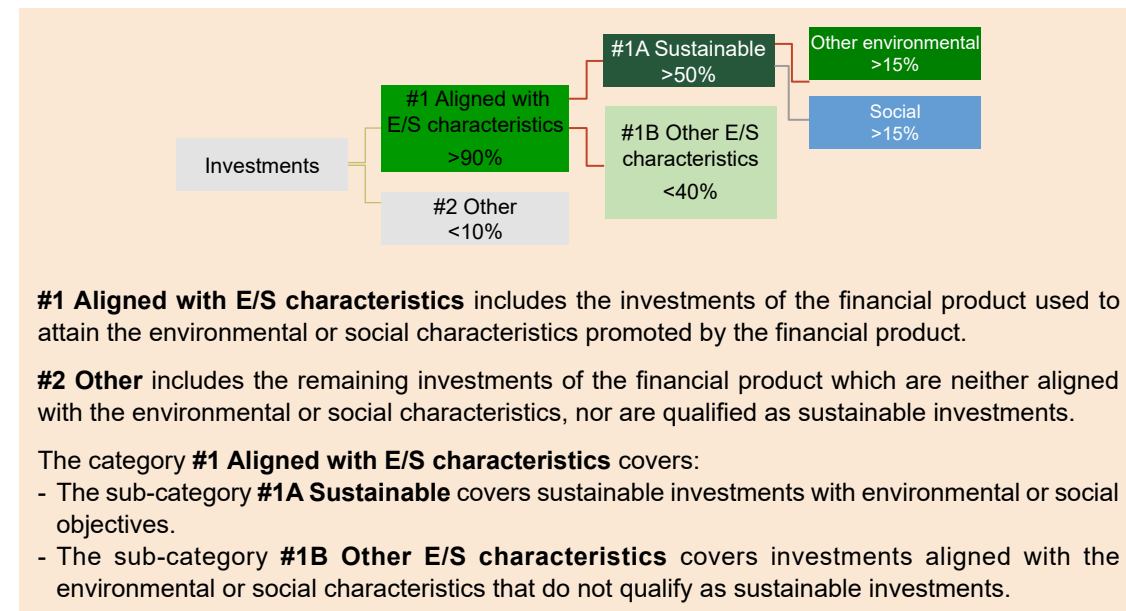 #1A Sustainable
>50%
Other environmental
>15%
#1 Aligned with
E/S characteristics
>90%
Social
>15%
#1B Other E/S
characteristics
<40%
Investments
#2 Other
<10%
#1 Aligned with E/S characteristics includes the investments of the financial product used to
attain the environmental or social characteristics promoted by the financial product.
#2 Other includes the remaining investments of the financial product which are neither aligned
with the environmental or social characteristics, nor are qualified as sustainable investments.
The category #1 Aligned with E/S characteristics covers:
- The sub-category #1A Sustainable covers sustainable investments with environmental or social
objectives.
- The sub-category #1B Other E/S characteristics covers investments aligned with the
environmental or social characteristics that do not qualify as sustainable investments.